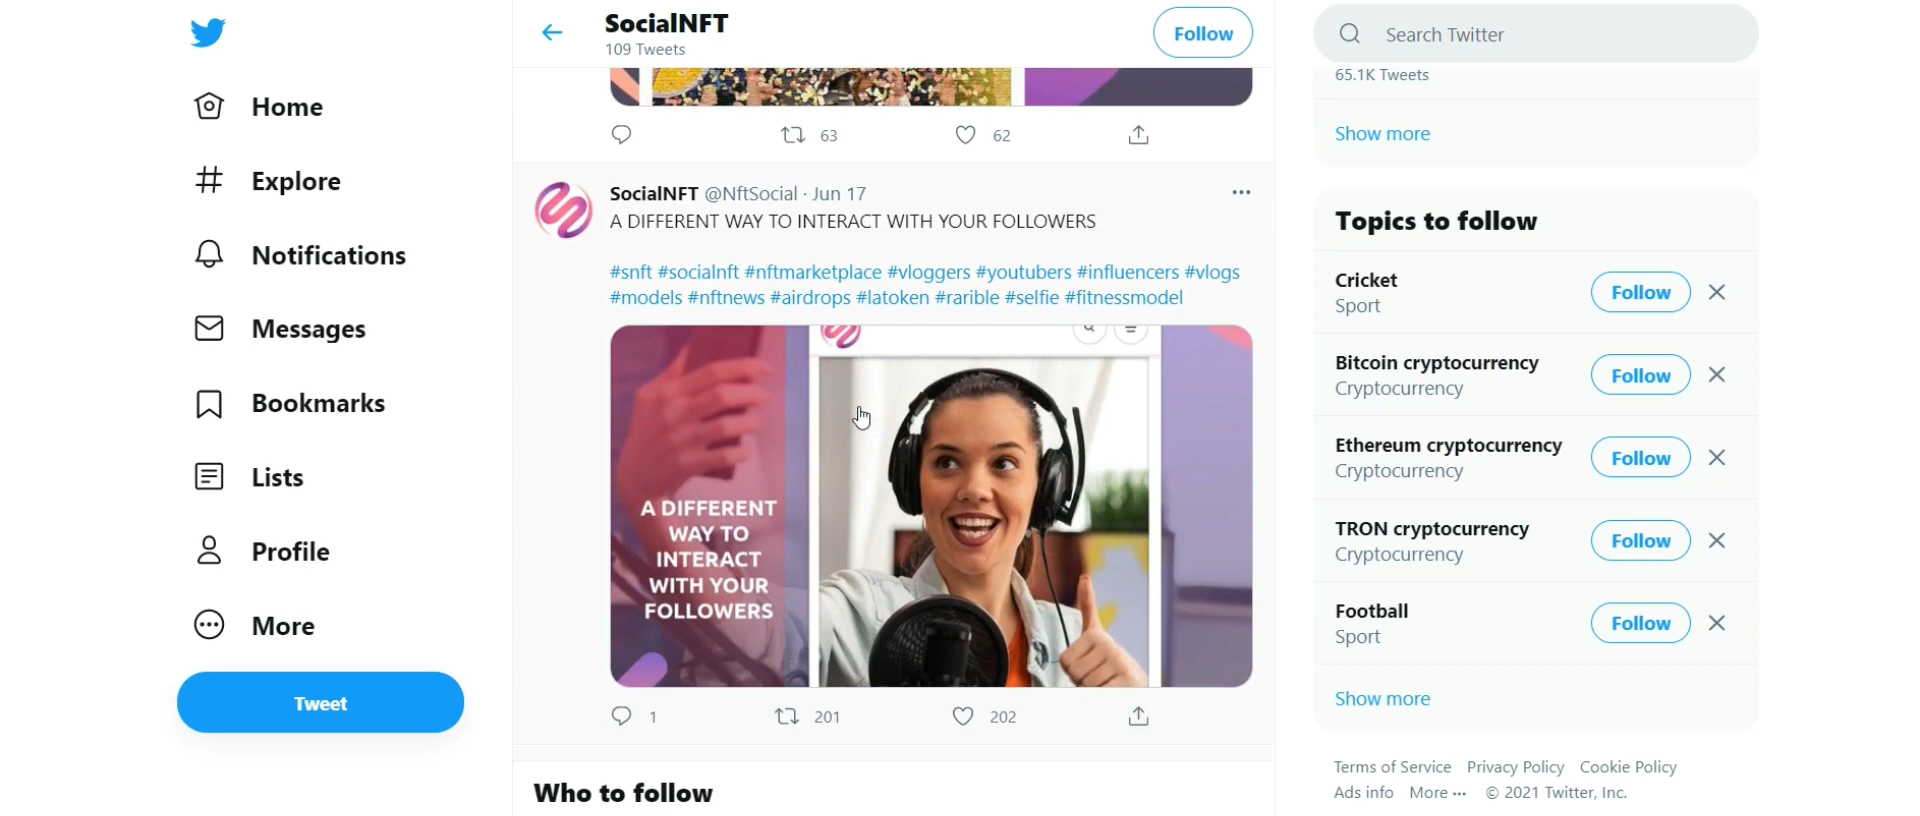 SocialNFT
109 Tweets
Follow
Search Twitter
65.1K Tweets
Show more
Home
Explore
Notifications
Messages
Bookmarks
Lists
Profile
More
Tweet
63
62
SocialNFT @NftSocial · Jun 17
A DIFFERENT WAY TO INTERACT WITH YOUR FOLLOWERS
#snft #socialnft #nftmarketplace #vloggers #youtubers #influencers #vlogs
#models #nftnews #airdrops #latoken #rarible #selfie #fitnessmodel
A DIFFERENT
WAY TO
INTERACT
WITH YOUR
FOLLOWERS
1
201
202
Who to follow
Topics to follow
Cricket
Sport
Follow
Bitcoin cryptocurrency
Cryptocurrency
Follow
Ethereum cryptocurrency
Cryptocurrency
Follow
TRON cryptocurrency
Cryptocurrency
Follow
Football
Sport
Follow
Show more
Terms of Service Privacy Policy Cookie Policy
Ads info More ··· © 2021 Twitter, Inc.